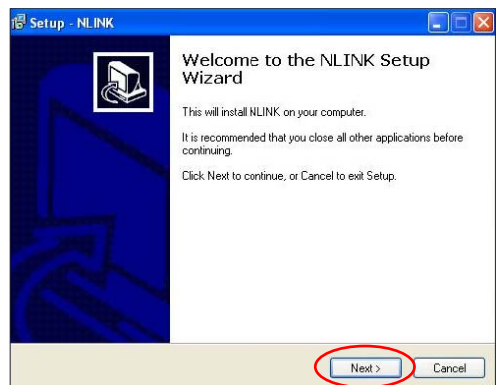 Setup - NLINK
Welcome to the NLINK Setup
Wizard
This will install NLINK on your computer.
It is recommended that you close all other applications before
continuing.
Click Next to continue, or Cancel to exit Setup.
Next >
Cancel